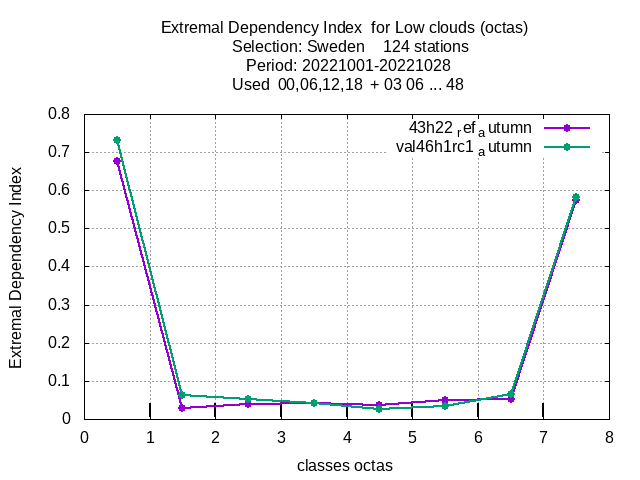 Extremal Dependency Index  for Low clouds (octas)
Selection: Sweden    124 stations
Period: 20221001-20221028
Used  00,06,12,18  + 03 06 ... 48
43h22 ref autumn
val46h1rc1 autumn
Extremal Dependency Index
0.8
0.7
0.6
0.5
0.4
0.3
0.2
0.1
0
0 1 2 3 4 5 6 7 8
classes octas